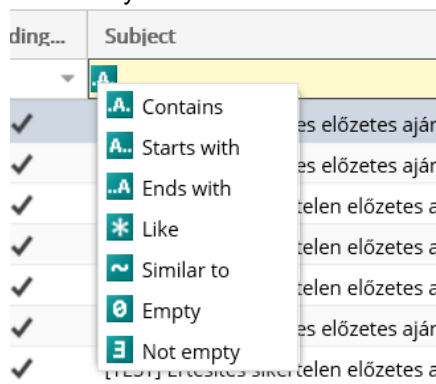 ding... Subject
.A.
.A. Contains
es előzetes aján
A.. Starts with
es előzetes aján
..A Ends with
telen előzetes a
* Like
telen előzetes a
~ Similar to
telen előzetes a
0 Empty
es előzetes aján
∃ Not empty
[TEST] Értesítés sikertelen előzetes a